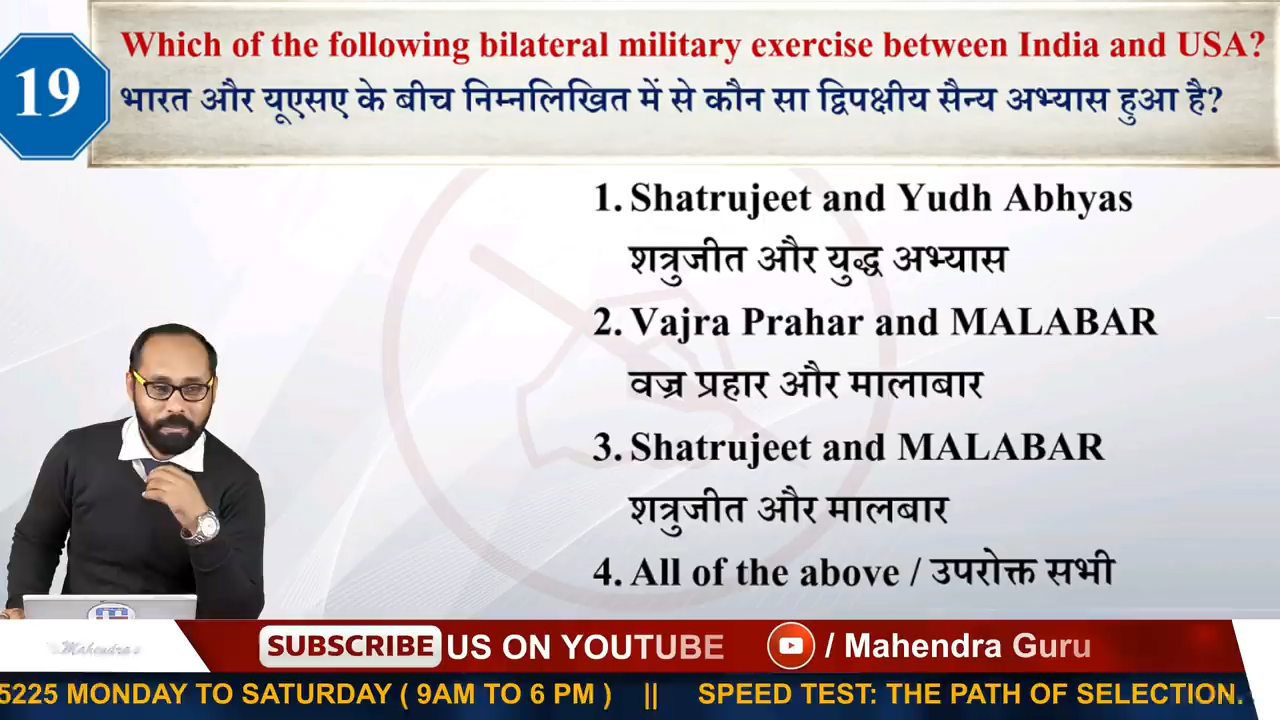 Which of the following bilateral military exercise between India and USA?
19
भारत और यूएसए के बीच निम्नलिखित में से कौन सा द्विपक्षीय सैन्य अभ्यास हुआ है?
1. Shatrujeet and Yudh Abhyas
शत्रुजीत और युद्ध अभ्यास
2. Vajra Prahar and MALABAR
वज्र प्रहार और मालाबार
3. Shatrujeet and MALABAR
शत्रुजीत और मालबार
4. All of the above / उपरोक्त सभी
Mahendra's
SUBSCRIBE US ON YOUTUBE / Mahendra Guru
5225 MONDAY TO SATURDAY ( 9AM TO 6 PM ) || SPEED TEST: THE PATH OF SELECTION.